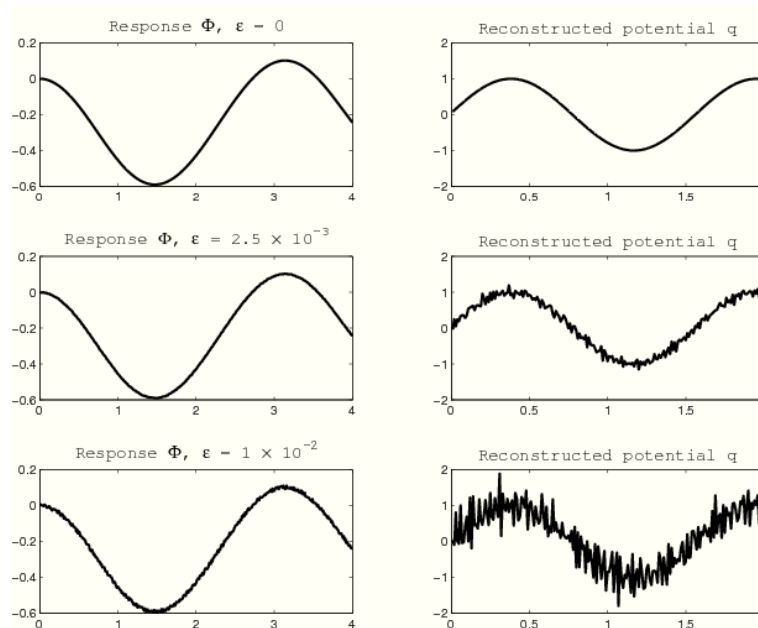 Response Φ, ε − 0
Reconstructed potential q
0.2
0
−0.2
−0.4
−0.6
0 1 2 3 4
2
1
0
−1
−2
0 0.5 1 1.5
Response Φ, ε = 2.5 × 10⁻³
Reconstructed potential q
0.2
0
−0.2
−0.4
−0.6
0 1 2 3 4
2
1
0
−1
−2
0 0.5 1 1.5
Response Φ, ε − 1 × 10⁻²
Reconstructed potential q
0.2
0
−0.2
−0.4
−0.6
0 1 2 3 4
2
1
0
−1
−2
0 0.5 1 1.5